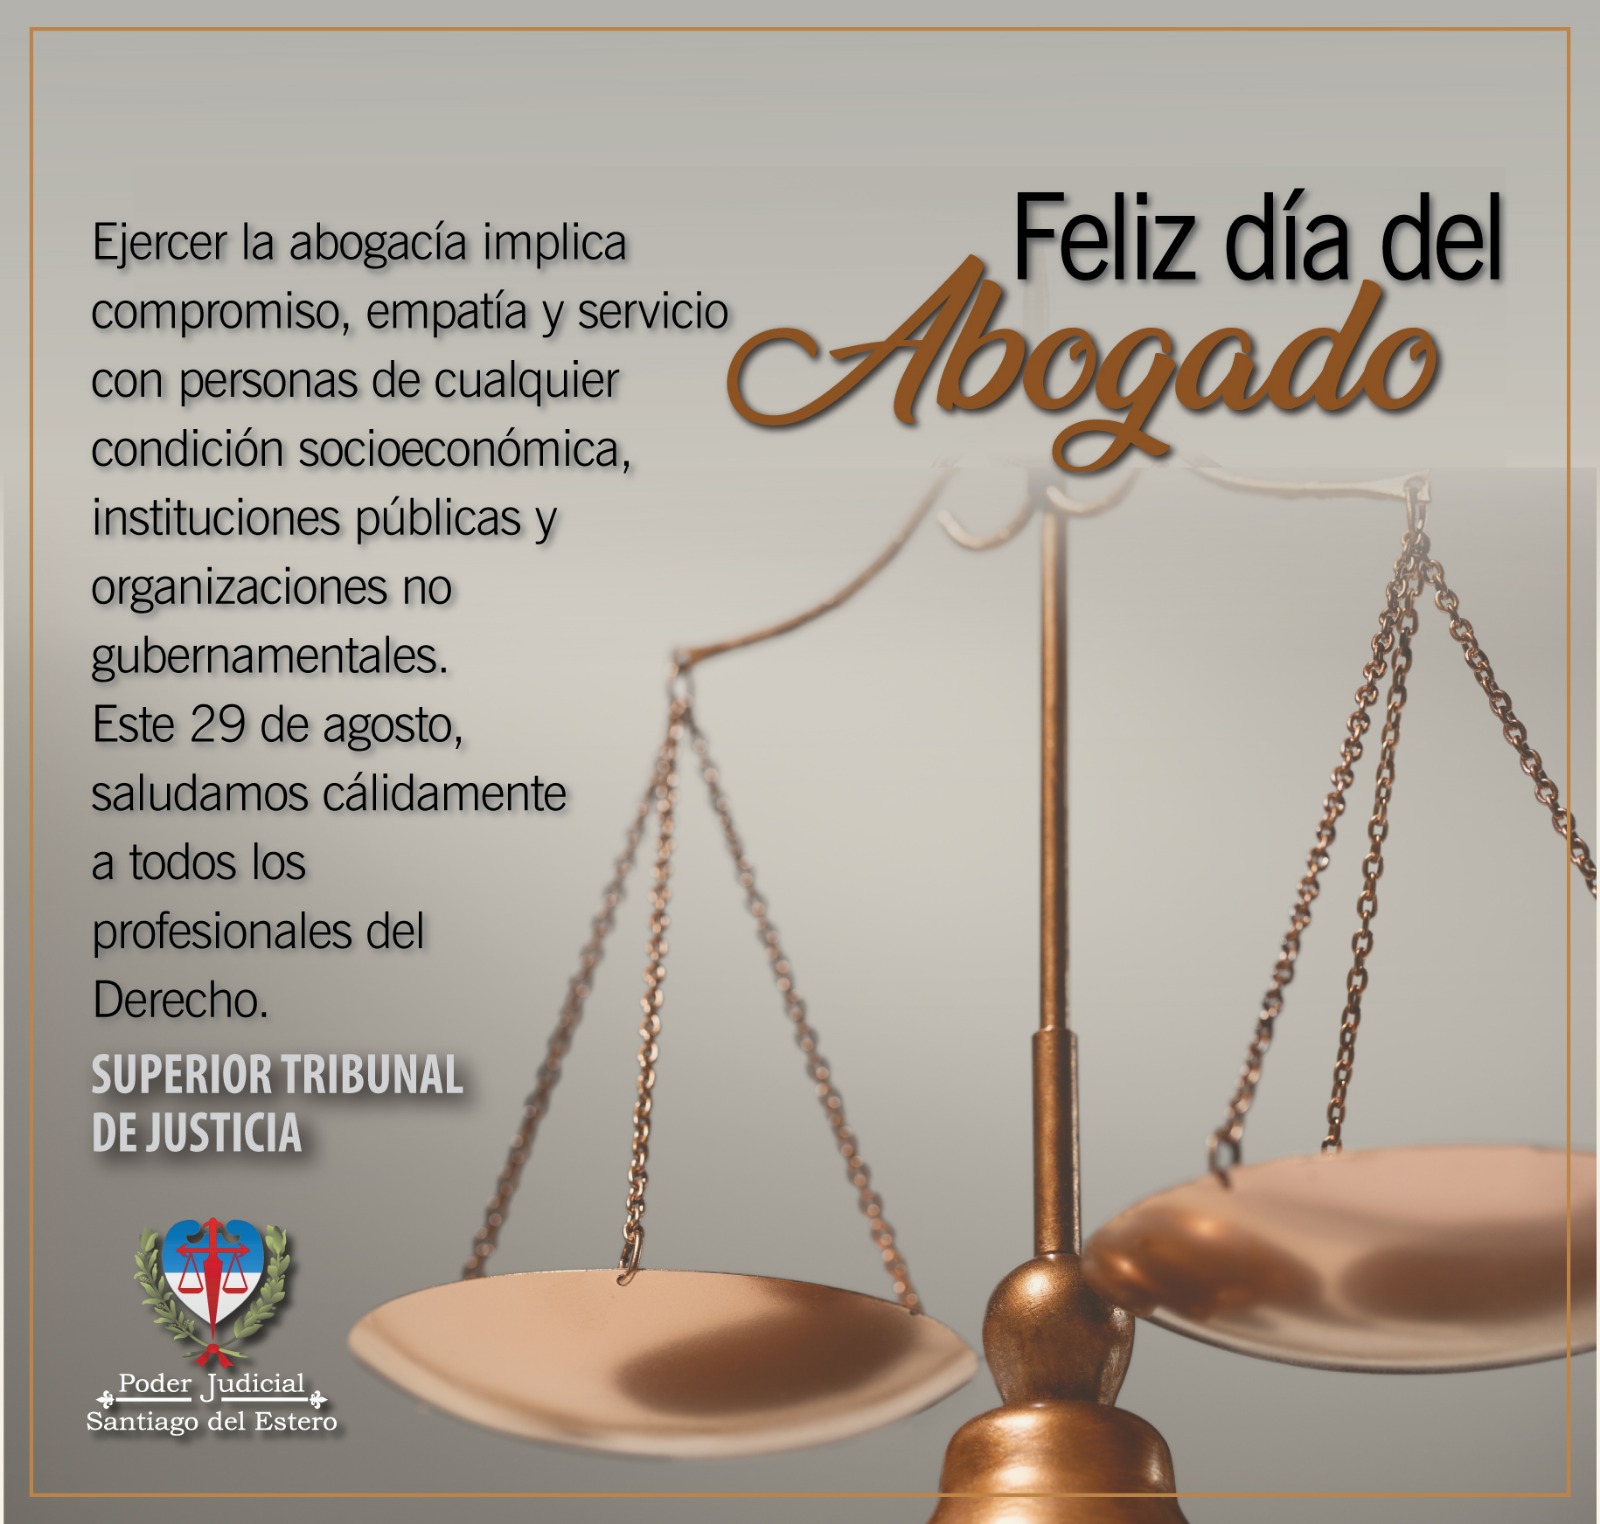 Feliz día del
Abogado
Ejercer la abogacía implica
compromiso, empatía y servicio
con personas de cualquier
condición socioeconómica,
instituciones públicas y
organizaciones no
gubernamentales.
Este 29 de agosto,
saludamos cálidamente
a todos los
profesionales del
Derecho.
SUPERIOR TRIBUNAL
DE JUSTICIA
Poder Judicial
Santiago del Estero